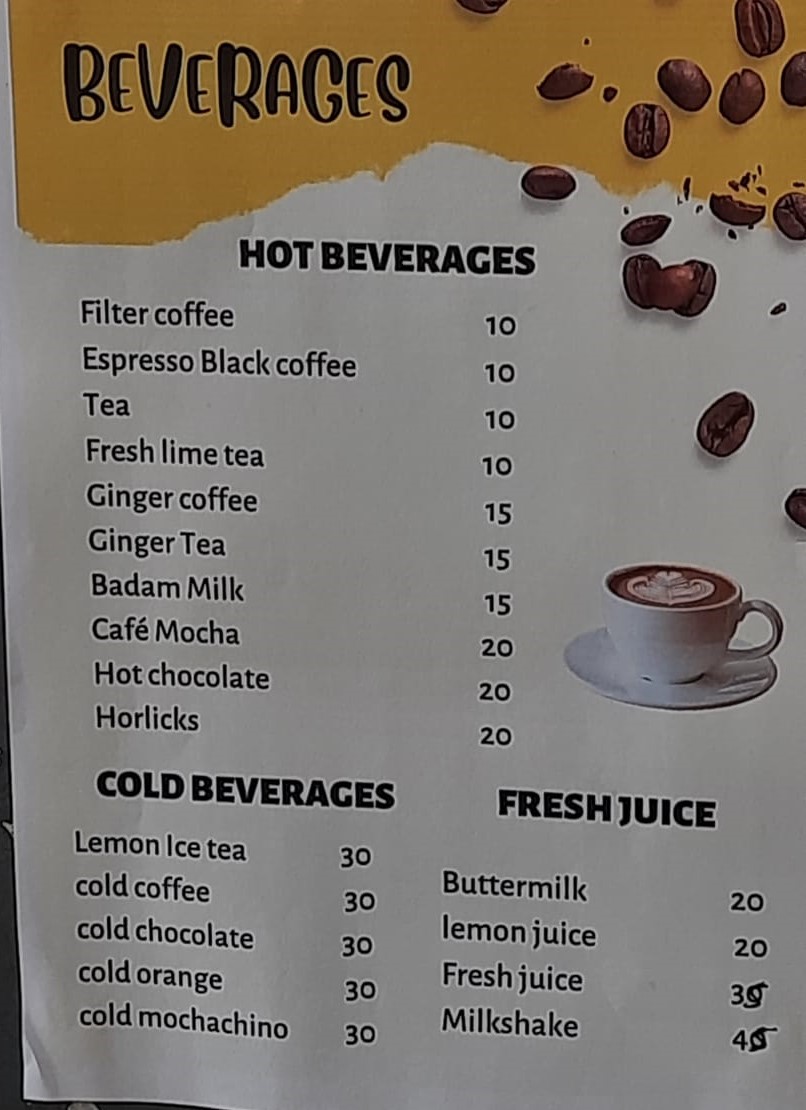 BEVERAGES
HOT BEVERAGES
Filter coffee 10
Espresso Black coffee 10
Tea 10
Fresh lime tea 10
Ginger coffee 15
Ginger Tea 15
Badam Milk 15
Café Mocha 20
Hot chocolate 20
Horlicks 20
COLD BEVERAGES
Lemon Ice tea 30
cold coffee 30
cold chocolate 30
cold orange 30
cold mochachino 30
FRESH JUICE
Buttermilk 20
lemon juice 20
Fresh juice 35
Milkshake 45